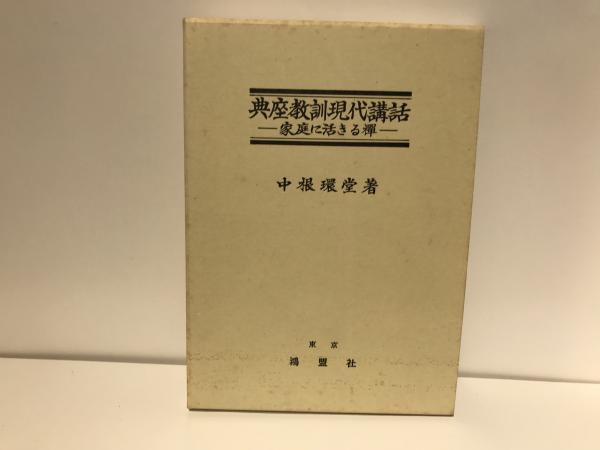 典座教訓現代講話
―家庭に活きる禪―
中根環堂著
東京
鴻盟社